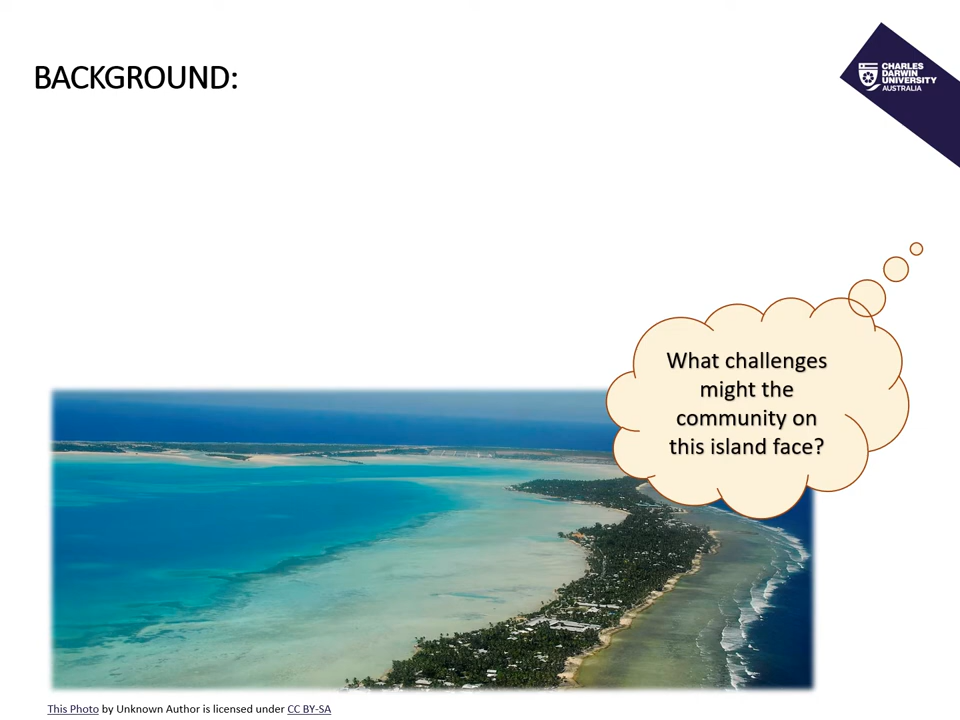 BACKGROUND:
CHARLES
DARWIN
UNIVERSITY
AUSTRALIA
What challenges
might the
community on
this island face?
This Photo by Unknown Author is licensed under CC BY-SA